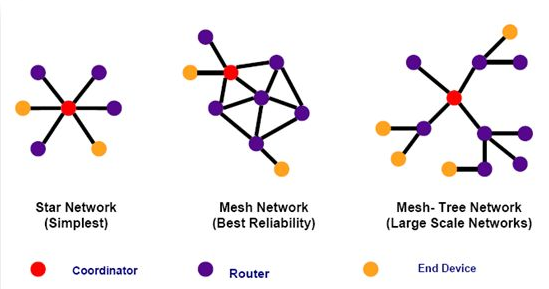 Star Network
(Simplest)
Mesh Network
(Best Reliability)
Mesh- Tree Network
(Large Scale Networks)
Coordinator
Router
End Device